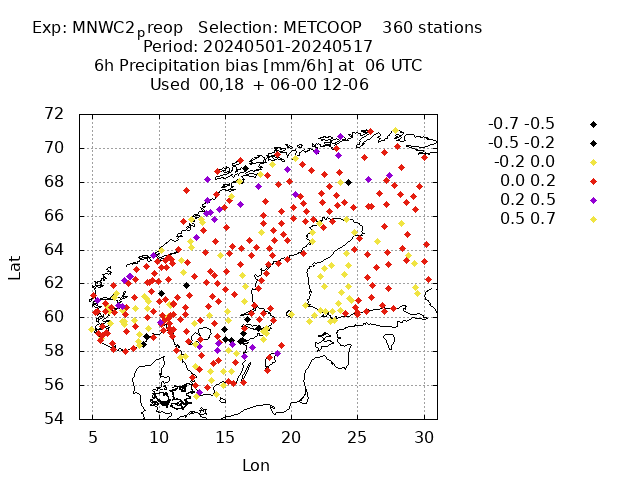 Exp: MNWC2preop Selection: METCOOP 360 stations
Period: 20240501-20240517
6h Precipitation bias [mm/6h] at 06 UTC
Used 00,18 + 06-00 12-06
-0.7 -0.5
-0.5 -0.2
-0.2 0.0
0.0 0.2
0.2 0.5
0.5 0.7
72
70
68
66
64
62
60
58
56
54
Lat
5 10 15 20 25 30
Lon